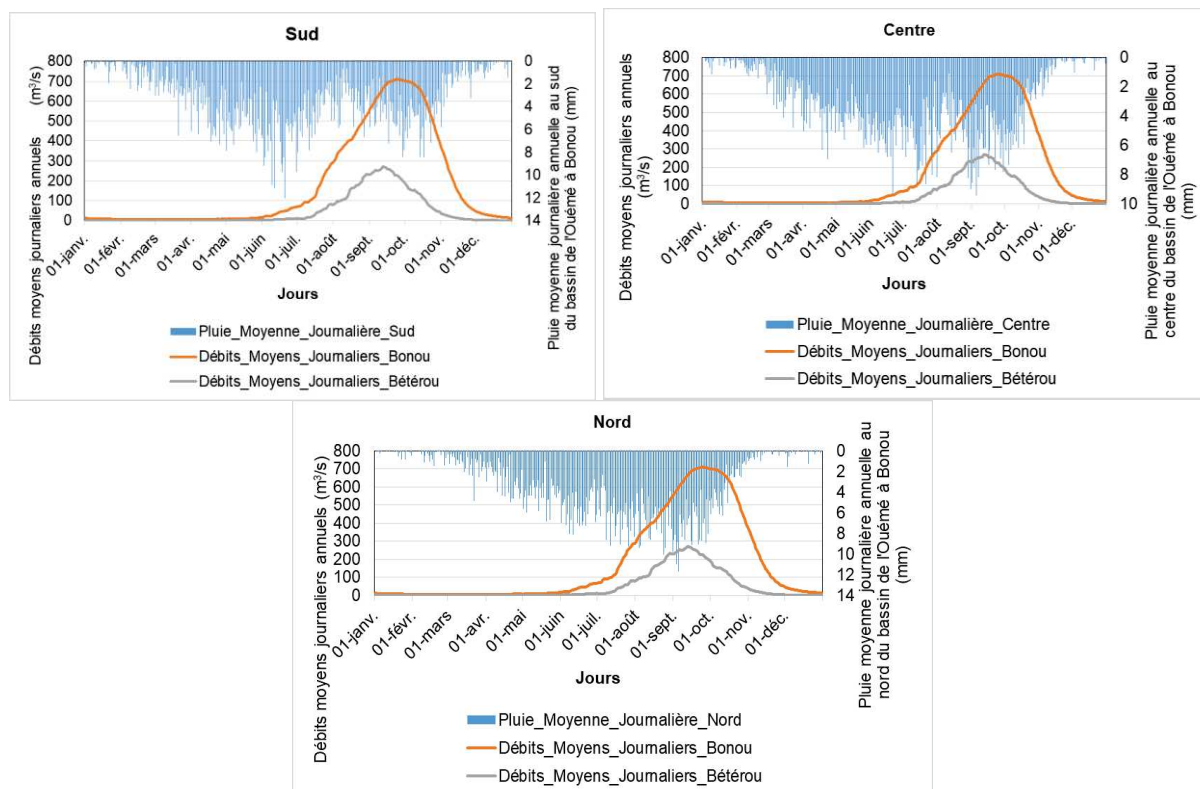 Sud
Débits moyens journaliers annuels
(m³/s)
800
700
600
500
400
300
200
100
0
0
2
4
6
8
10
12
14
Pluie moyenne journalière annuelle au sud
du bassin de l'Ouémé à Bonou (mm)
01-janv.
01-févr.
01-mars
01-avr.
01-mai
01-juin
01-juil.
01-août
01-sept.
01-oct.
01-nov.
01-déc.
Jours
Pluie_Moyenne_Journalière_Sud
Débits_Moyens_Journaliers_Bonou
Débits_Moyens_Journaliers_Bétérou
Centre
Débits moyens journaliers annuels
(m³/s)
800
700
600
500
400
300
200
100
0
0
2
4
6
8
10
Pluie moyenne journalière annuelle au
centre du bassin de l'Ouémé à Bonou
(mm)
01-janv.
01-févr.
01-mars
01-avr.
01-mai
01-juin
01-juil.
01-août
01-sept.
01-oct.
01-nov.
01-déc.
Jours
Pluie_Moyenne_Journalière_Centre
Débits_Moyens_Journaliers_Bonou
Débits_Moyens_Journaliers_Bétérou
Nord
Débits moyens journaliers annuels (m³/s)
800
700
600
500
400
300
200
100
0
0
2
4
6
8
10
12
14
Pluie moyenne journalière annuelle au
nord du bassin de l'Ouémé à Bonou
(mm)
01-janv.
01-févr.
01-mars
01-avr.
01-mai
01-juin
01-juil.
01-août
01-sept.
01-oct.
01-nov.
01-déc.
Jours
Pluie_Moyenne_Journalière_Nord
Débits_Moyens_Journaliers_Bonou
Débits_Moyens_Journaliers_Bétérou